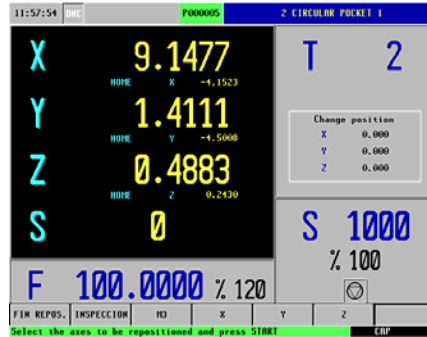 11:57:54 DNC P000005 2 CIRCULAR POCKET 1
X 9.1477
HOME X -4.1523
Y 1.4111
HOME Y -4.5008
Z 0.4883
HOME Z 0.2430
S 0
F 100.0000 % 120
T 2
Change position
X 0.000
Y 0.000
Z 0.000
S 1000
% 100
FIN REPOS. INSPECCION M3 X Y Z
Select the axes to be repositioned and press START CAP